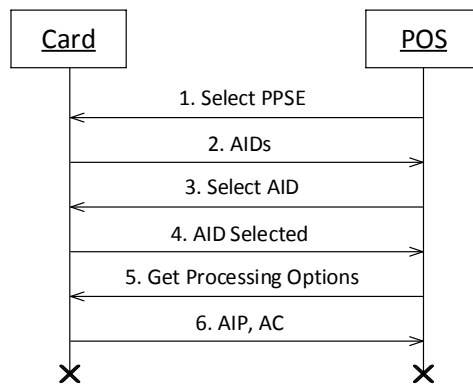 Card
POS
1. Select PPSE
2. AIDs
3. Select AID
4. AID Selected
5. Get Processing Options
6. AIP, AC